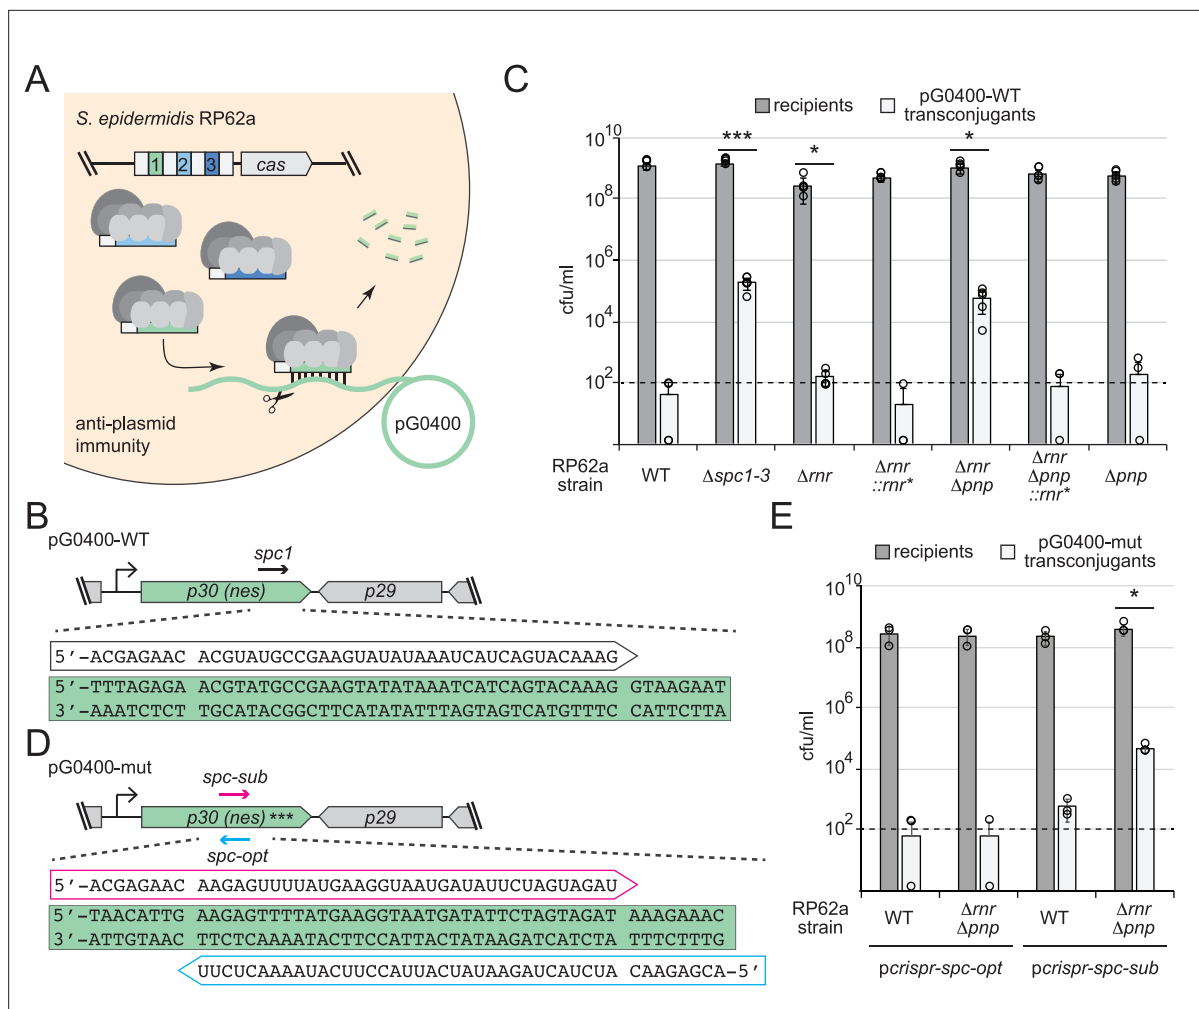 A
S. epidermidis RP62a
1 2 3 cas
anti-plasmid
immunity
pG0400
B
pG0400-WT
spc1
p30 (nes) p29
5′-ACGAGAAC ACGUAUGCCGAAGUAUAUAAAUCAUCAGUACAAAG
5′-TTTAGAGA ACGTATGCCGAAGTATATAAATCATCAGTACAAAG GTAAGAAT
3′-AAATCTCT TGCATACGGCTTCATATATTTAGTAGTCATGTTTC CATTCTTA
D
pG0400-mut
spc-sub
p30 (nes) *** p29
spc-opt
5′-ACGAGAAC AAGAGUUUUAUGAAGGUAAUGAUAUUCUAGUAGAU
5′-TAACATTG AAGAGTTTTATGAAGGTAATGATATTCTAGTAGAT AAAGAAAC
3′-ATTGTAAC TTCTCAAAATACTTCCATTACTATAAGATCATCTA TTTCTTTG
UUCUCAAAAUACUUCCAUUACUAUAAGAUCAUCUA CAAGAGCA-5′
C
recipients
pG0400-WT
transconjugants
cfu/ml
10^10
10^8
10^6
10^4
10^2
*** * *
RP62a
strain
WT
Δspc1-3
Δrnr
Δrnr
::rnr*
Δrnr
Δpnp
Δrnr
Δpnp
::rnr*
Δpnp
E
recipients
pG0400-mut
transconjugants
cfu/ml
10^10
10^8
10^6
10^4
10^2
*
RP62a
strain
WT
Δrnr
Δpnp
WT
Δrnr
Δpnp
pcrispr-spc-opt
pcrispr-spc-sub